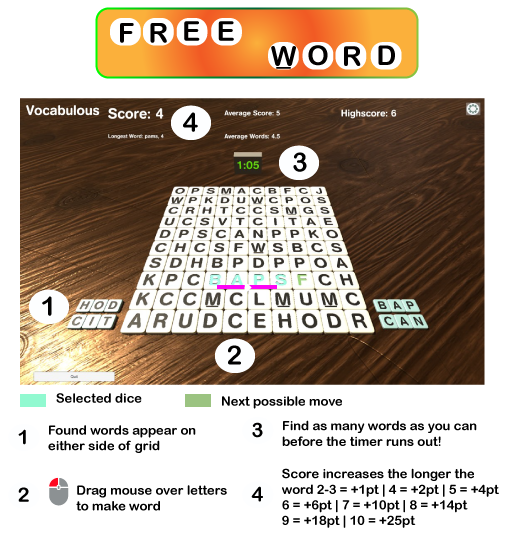 FREE
WORD
Vocabulous
Score: 4
Average Score: 5
Highscore: 6
Longest Word: pams, 4
Average Words: 4.5
4
1:05
3
O P S M A C B F C J
W P K D U W C P O S
C R H T C C S M G S
U C S V T C I T A E
D P S C A N P P K O
C H C S F W S B C S
S D H B P D P P O A
K P C B A P S F C H
K C C M C L M U M C
A R U D C E H O D R
1
HOD
CIT
BAP
CAN
2
Quit
Selected dice
Next possible move
1 Found words appear on
either side of grid
2 Drag mouse over letters
to make word
3 Find as many words as you can
before the timer runs out!
4 Score increases the longer the
word 2-3 = +1pt | 4 = +2pt | 5 = +4pt
6 = +6pt | 7 = +10pt | 8 = +14pt
9 = +18pt | 10 = +25pt